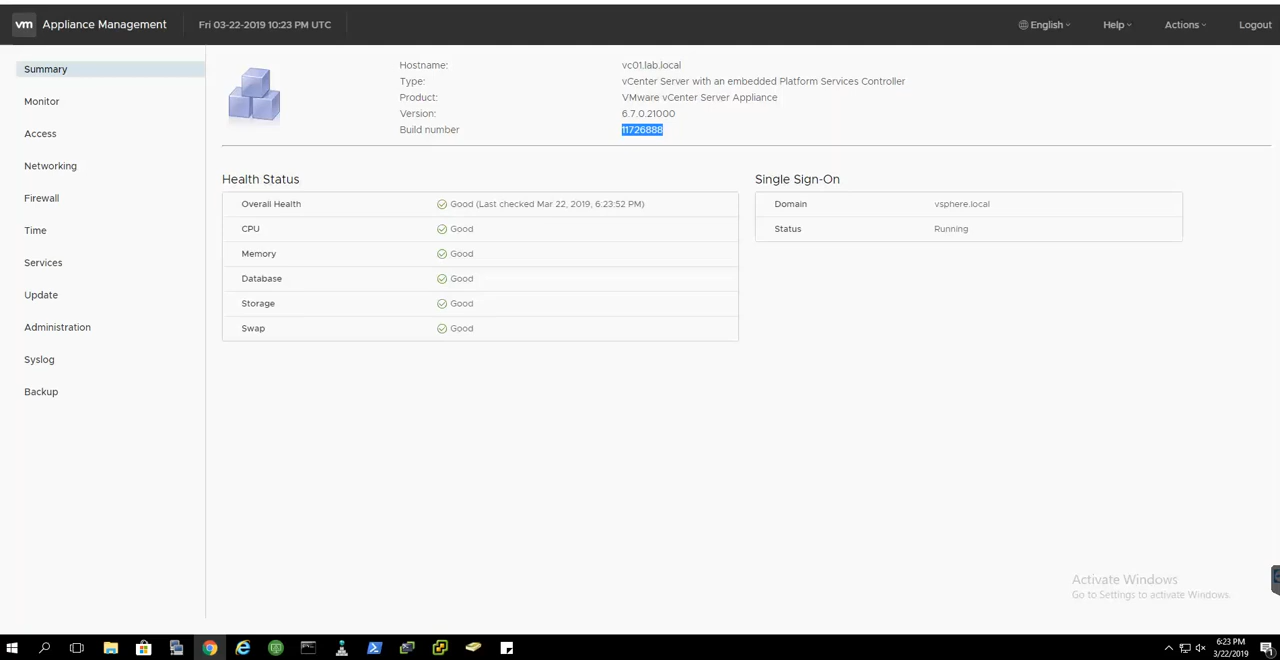 vm Appliance Management Fri 03-22-2019 10:23 PM UTC English Help Actions Logout
Summary
Monitor
Access
Networking
Firewall
Time
Services
Update
Administration
Syslog
Backup
Hostname: vc01.lab.local
Type: vCenter Server with an embedded Platform Services Controller
Product: VMware vCenter Server Appliance
Version: 6.7.0.21000
Build number 11726888
Health Status
Overall Health Good (Last checked Mar 22, 2019, 6:23:52 PM)
CPU Good
Memory Good
Database Good
Storage Good
Swap Good
Single Sign-On
Domain vsphere.local
Status Running
Activate Windows
Go to Settings to activate Windows.
6:23 PM
3/22/2019